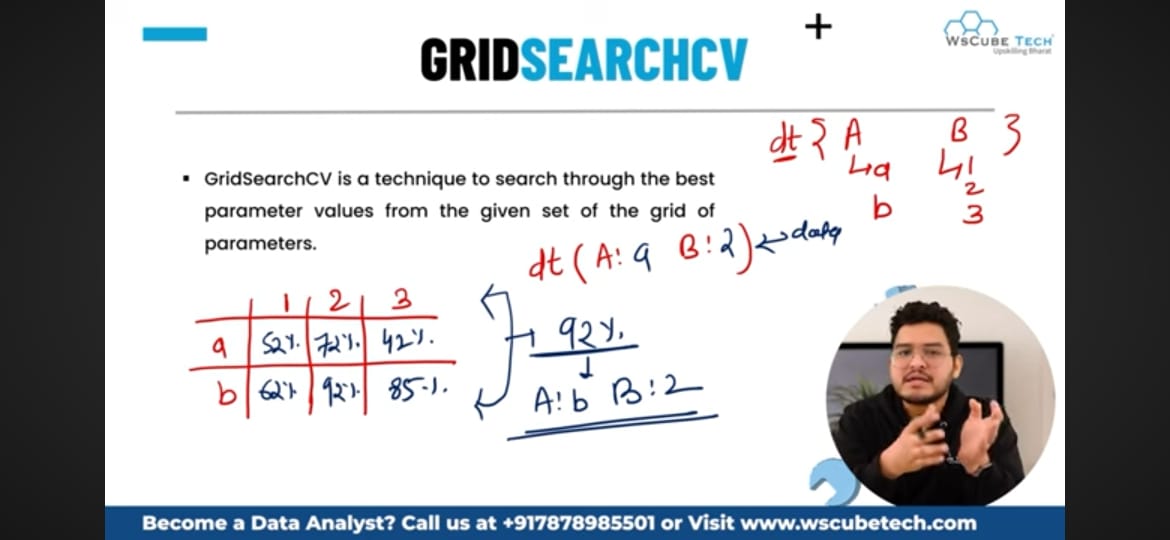 +
WsCUBE TECH
Upskilling Bharat
GRIDSEARCHCV
dt { A B }
↳a ↳1
2
b 3
▪ GridSearchCV is a technique to search through the best
parameter values from the given set of the grid of
parameters.
dt ( A: a B: 2 ) ← data
1 2 3
a 52% 72% 42%.
b 62% 92% 85%.
92%
↓
A: b B: 2
Become a Data Analyst? Call us at +917878985501 or Visit www.wscubetech.com